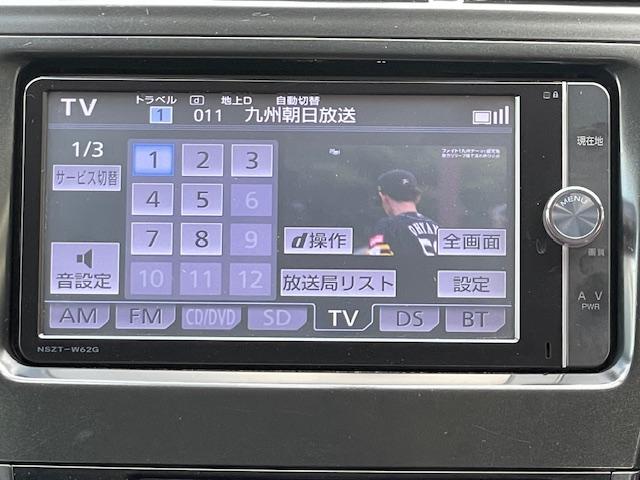 TV トラベル d 地上D 自動切替
1 011 九州朝日放送
1/3
サービス切替
1 2 3
4 5 6
7 8 9
10 11 12
音設定
d操作 全画面
放送局リスト 設定
AM FM CD/DVD SD TV DS BT
NSZT-W62G
現在地
MENU
画質
A V
PWR